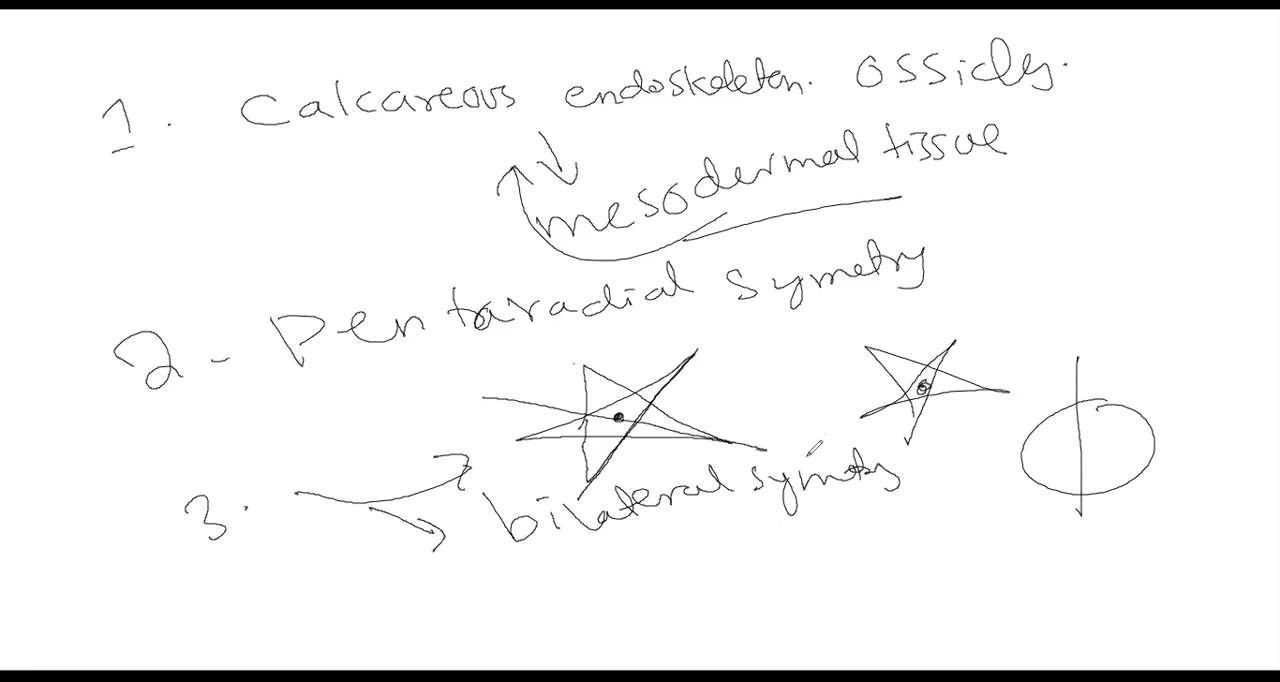 1. Calcareous endoskeleton. ossicles.
mesodermal tissue
2 - Pentaradial Symetry
3. bilateral symetry